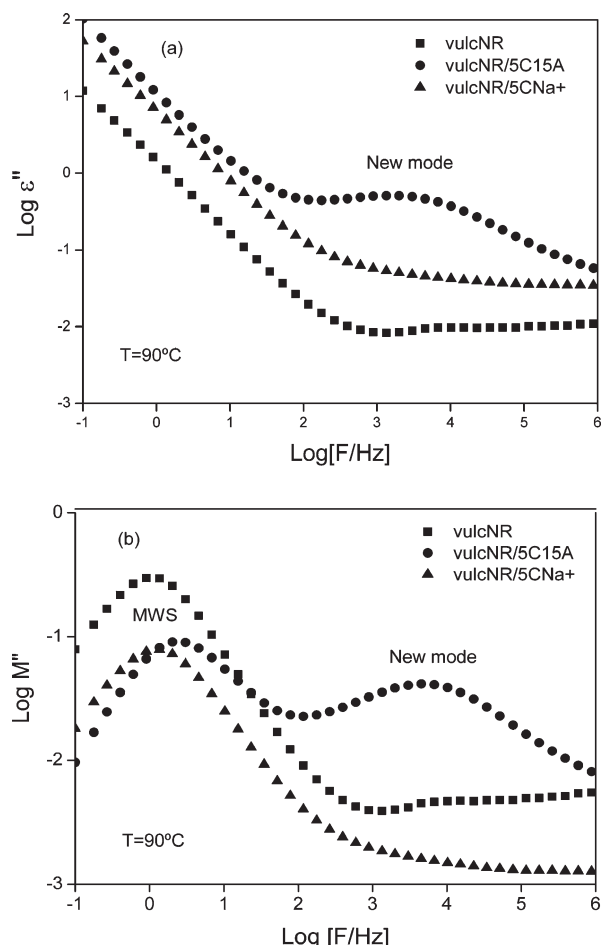 2
1
0
-1
-2
-3
-1 0 1 2 3 4 5 6
Log ε"
Log[F/Hz]
(a)
vulcNR
vulcNR/5C15A
vulcNR/5CNa+
New mode
T=90ºC
0
-1
-2
-3
-1 0 1 2 3 4 5 6
Log M"
Log [F/Hz]
(b)
vulcNR
vulcNR/5C15A
vulcNR/5CNa+
MWS
New mode
T=90ºC